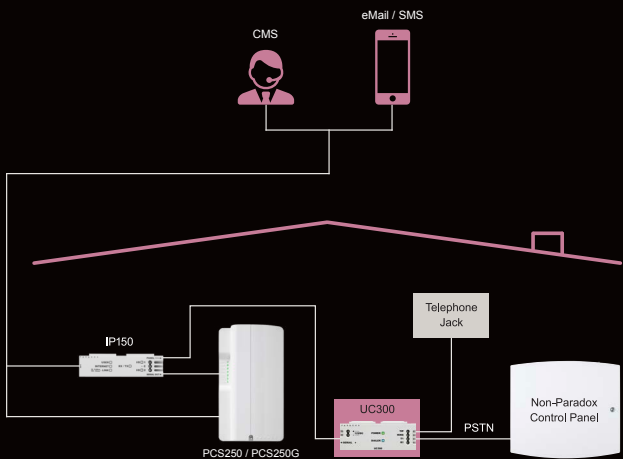 eMail / SMS
CMS
Telephone
Jack
IP150
UC300
Non-Paradox
Control Panel
PSTN
PCS250 / PCS250G